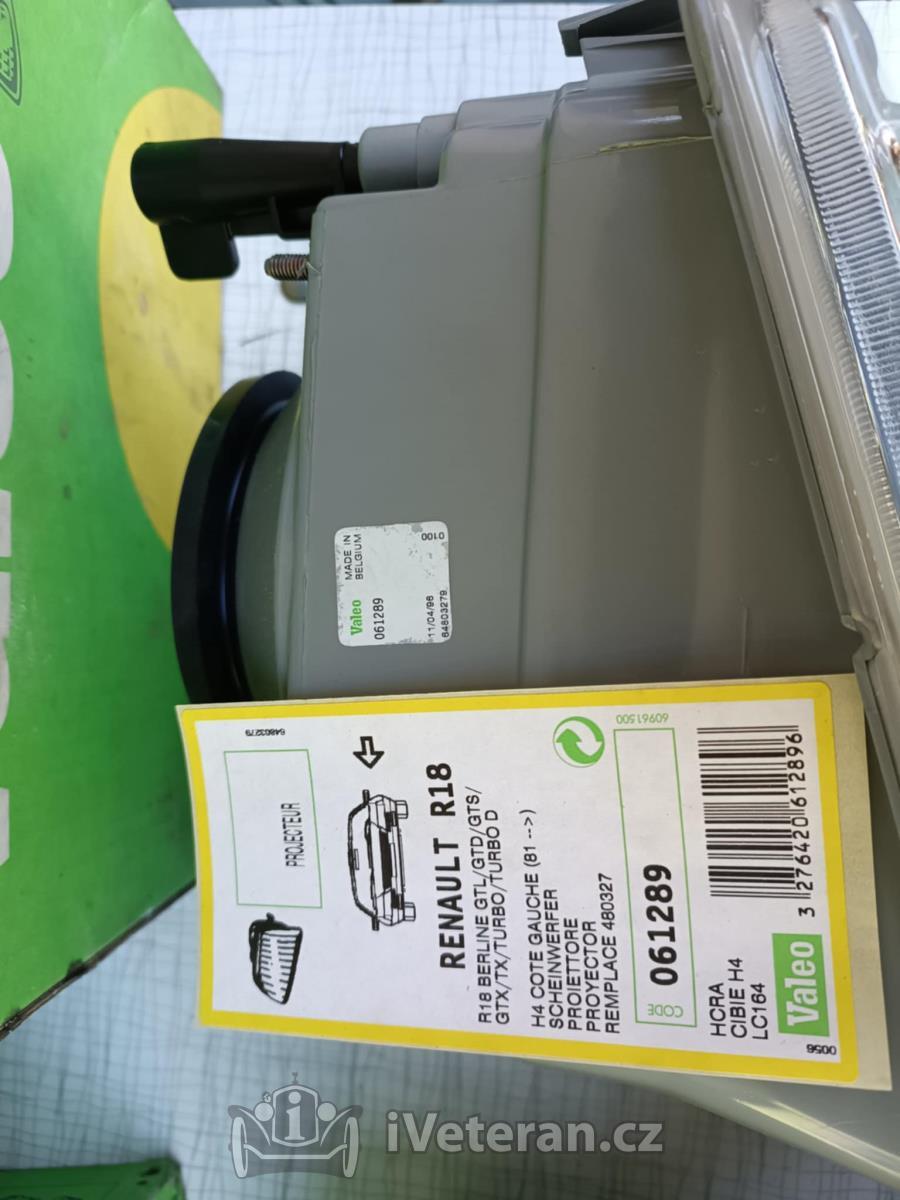 Valeo
MADE IN
BELGIUM
061289
11/04/96
64803279
0100
64803279
PROJECTEUR
RENAULT R18
R18 BERLINE GTL/GTD/GTS/
GTX/TX/TURBO/TURBO D
H4 COTE GAUCHE (81 -->)
SCHEINWERFER
PROIETTORE
PROYECTOR
REMPLACE 480327
60961500
CODE
061289
HCRA
CIBIE H4
LC164
3 276420 612896
Valeo
0056
iVeteran.cz